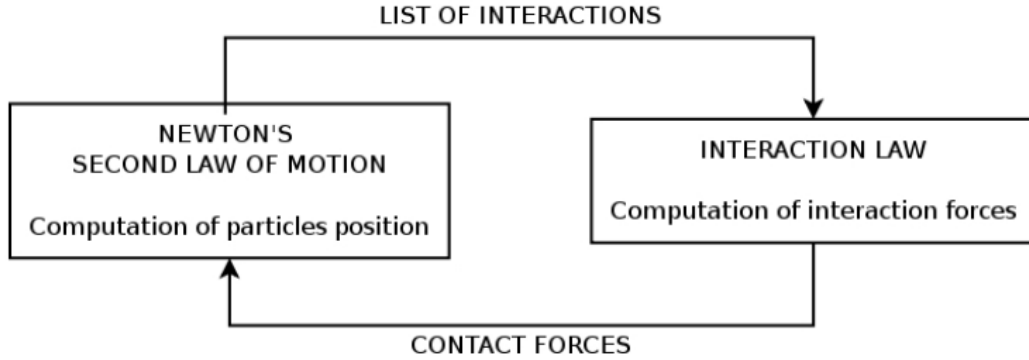 LIST OF INTERACTIONS
NEWTON'S
SECOND LAW OF MOTION
Computation of particles position
INTERACTION LAW
Computation of interaction forces
CONTACT FORCES